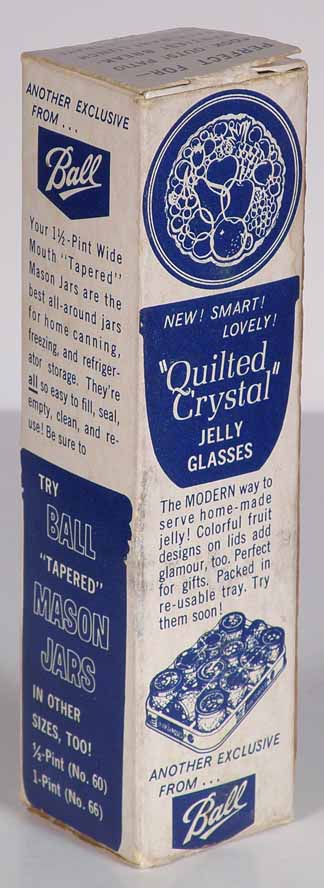 PERFECT FOR—
ANOTHER EXCLUSIVE
FROM...
Ball
Your 1½-Pint Wide
Mouth "Tapered"
Mason Jars are the
best all-around jars
for home canning,
freezing, and refriger-
ator storage. They're
all so easy to fill, seal,
empty, clean, and re-
use! Be sure to
TRY
BALL
"TAPERED"
MASON
JARS
IN OTHER
SIZES, TOO!
½-Pint (No. 60)
1-Pint (No. 66)
NEW! SMART!
LOVELY!
"Quilted
Crystal"
JELLY
GLASSES
The MODERN way to
serve home-made
jelly! Colorful fruit
designs on lids add
glamour, too. Perfect
for gifts. Packed in
re-usable tray. Try
them soon!
ANOTHER EXCLUSIVE
FROM...
Ball